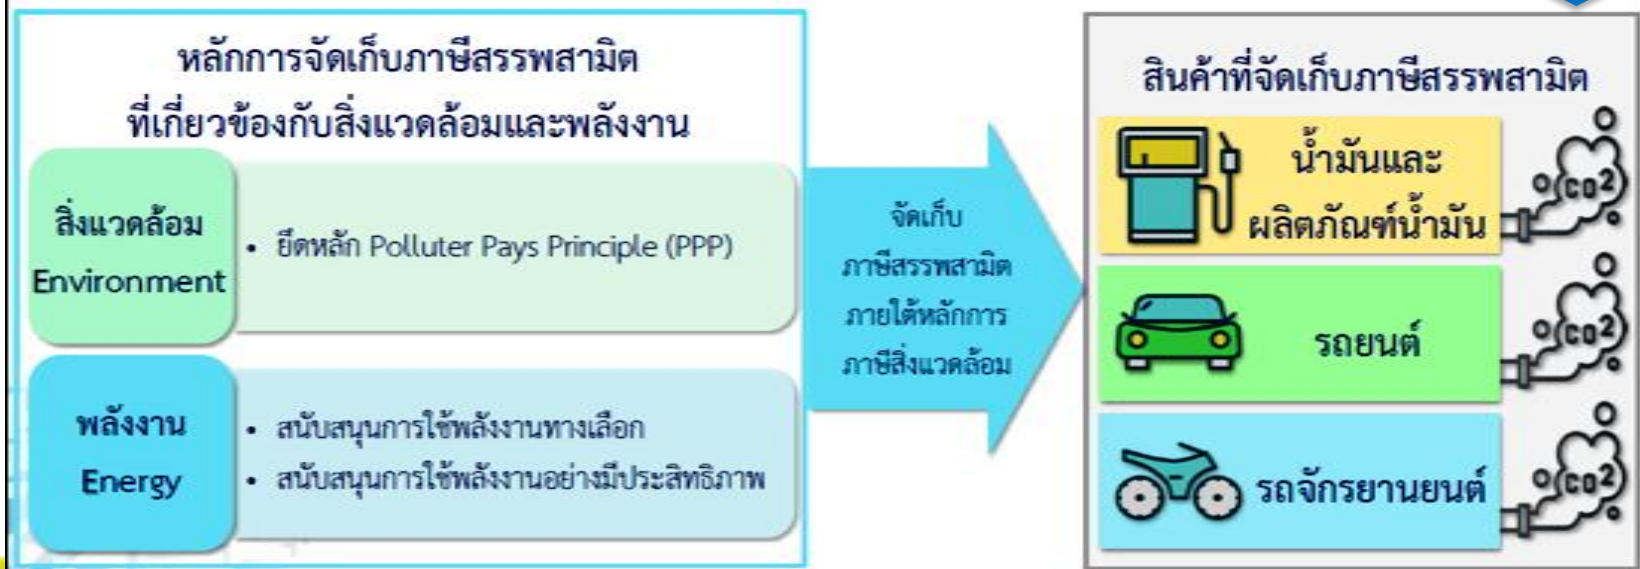 หลักการจัดเก็บภาษีสรรพสามิต
ที่เกี่ยวข้องกับสิ่งแวดล้อมและพลังงาน
สิ่งแวดล้อม
Environment
• ยึดหลัก Polluter Pays Principle (PPP)
พลังงาน
Energy
• สนับสนุนการใช้พลังงานทางเลือก
• สนับสนุนการใช้พลังงานอย่างมีประสิทธิภาพ
จัดเก็บ
ภาษีสรรพสามิต
ภายใต้หลักการ
ภาษีสิ่งแวดล้อม
สินค้าที่จัดเก็บภาษีสรรพสามิต
น้ำมันและ
ผลิตภัณฑ์น้ำมัน
CO2
รถยนต์
CO2
รถจักรยานยนต์
CO2